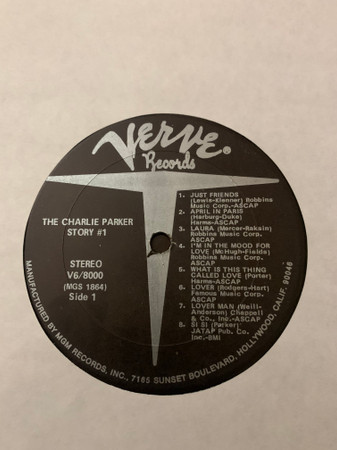 Verve®
Records
THE CHARLIE PARKER
STORY #1
STEREO
V6/8000
(MGS 1864)
Side 1
1. JUST FRIENDS
(Lewis-Klenner) Robbins
Music Corp.-ASCAP
2. APRIL IN PARIS
(Harburg-Duke)
Harms-ASCAP
3. LAURA (Mercer-Raksin)
Robbins Music Corp.
ASCAP
4. I'M IN THE MOOD FOR
LOVE (McHugh-Fields)
Robbins Music Corp.
ASCAP
5. WHAT IS THIS THING
CALLED LOVE (Porter)
Harms-ASCAP
6. LOVER (Rodgers-Hart)
Famous Music Corp.
ASCAP
7. LOVER MAN (Weill-
Anderson) Chappell
& Co., Inc.-ASCAP
8. SI SI (Parker)
JAT&P Pub. Co.
Inc.-BMI
MANUFACTURED BY MGM RECORDS, INC., 7165 SUNSET BOULEVARD, HOLLYWOOD, CALIF. 90046